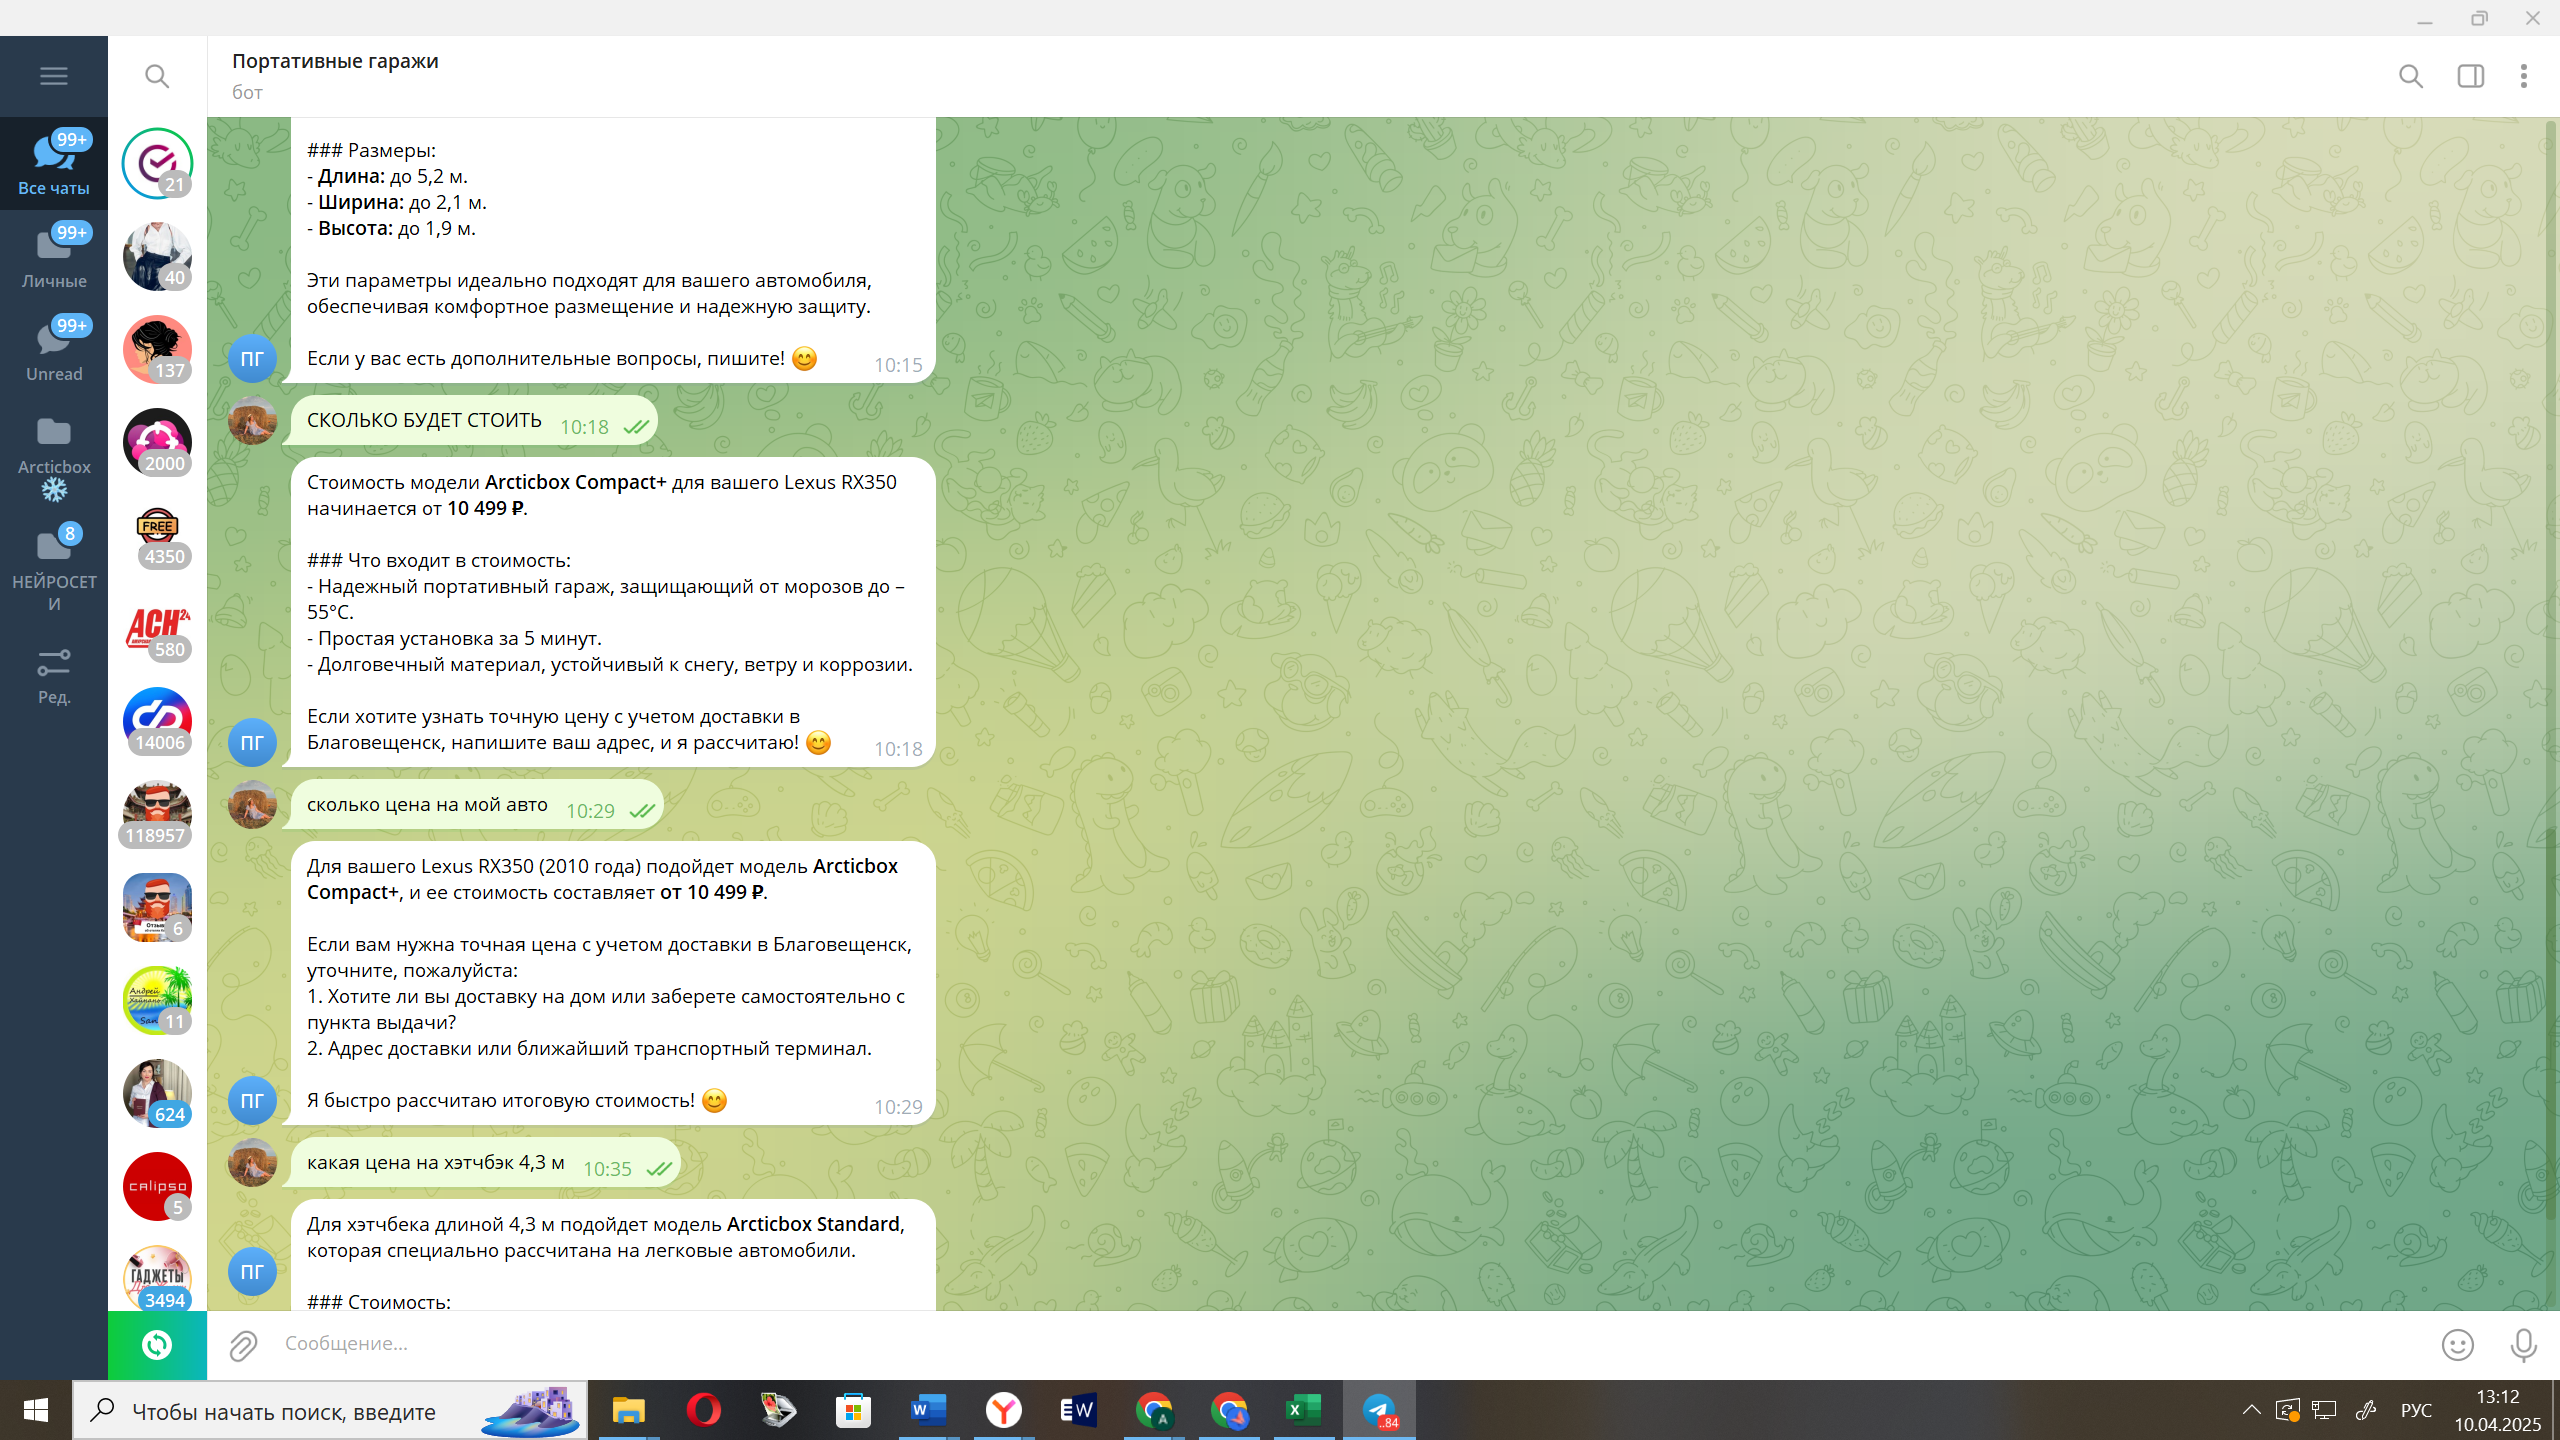 Портативные гаражи
бот
99+
Все чаты
99+
Личные
99+
Unread
Arcticbox
8
НЕЙРОСЕТ
И
Ред.
21
40
137
2000
FREE
4350
АСН24
580
14006
118957
6
Андрей
11
624
calipso
5
ГАДЖЕТЫ
3494
### Размеры:
- Длина: до 5,2 м.
- Ширина: до 2,1 м.
- Высота: до 1,9 м.
Эти параметры идеально подходят для вашего автомобиля,
обеспечивая комфортное размещение и надежную защиту.
Если у вас есть дополнительные вопросы, пишите! 😊 10:15
ПГ
СКОЛЬКО БУДЕТ СТОИТЬ 10:18
Стоимость модели Arcticbox Compact+ для вашего Lexus RX350
начинается от 10 499 ₽.
### Что входит в стоимость:
- Надежный портативный гараж, защищающий от морозов до –
55°C.
- Простая установка за 5 минут.
- Долговечный материал, устойчивый к снегу, ветру и коррозии.
Если хотите узнать точную цену с учетом доставки в
Благовещенск, напишите ваш адрес, и я рассчитаю! 😊 10:18
ПГ
сколько цена на мой авто 10:29
Для вашего Lexus RX350 (2010 года) подойдет модель Arcticbox
Compact+, и ее стоимость составляет от 10 499 ₽.
Если вам нужна точная цена с учетом доставки в Благовещенск,
уточните, пожалуйста:
1. Хотите ли вы доставку на дом или заберете самостоятельно с
пункта выдачи?
2. Адрес доставки или ближайший транспортный терминал.
Я быстро рассчитаю итоговую стоимость! 😊 10:29
ПГ
какая цена на хэтчбэк 4,3 м 10:35
Для хэтчбека длиной 4,3 м подойдет модель Arcticbox Standard,
которая специально рассчитана на легковые автомобили.
ПГ
### Стоимость:
Сообщение...
Чтобы начать поиск, введите
W
EW
A
X
..84
РУС
13:12
10.04.2025